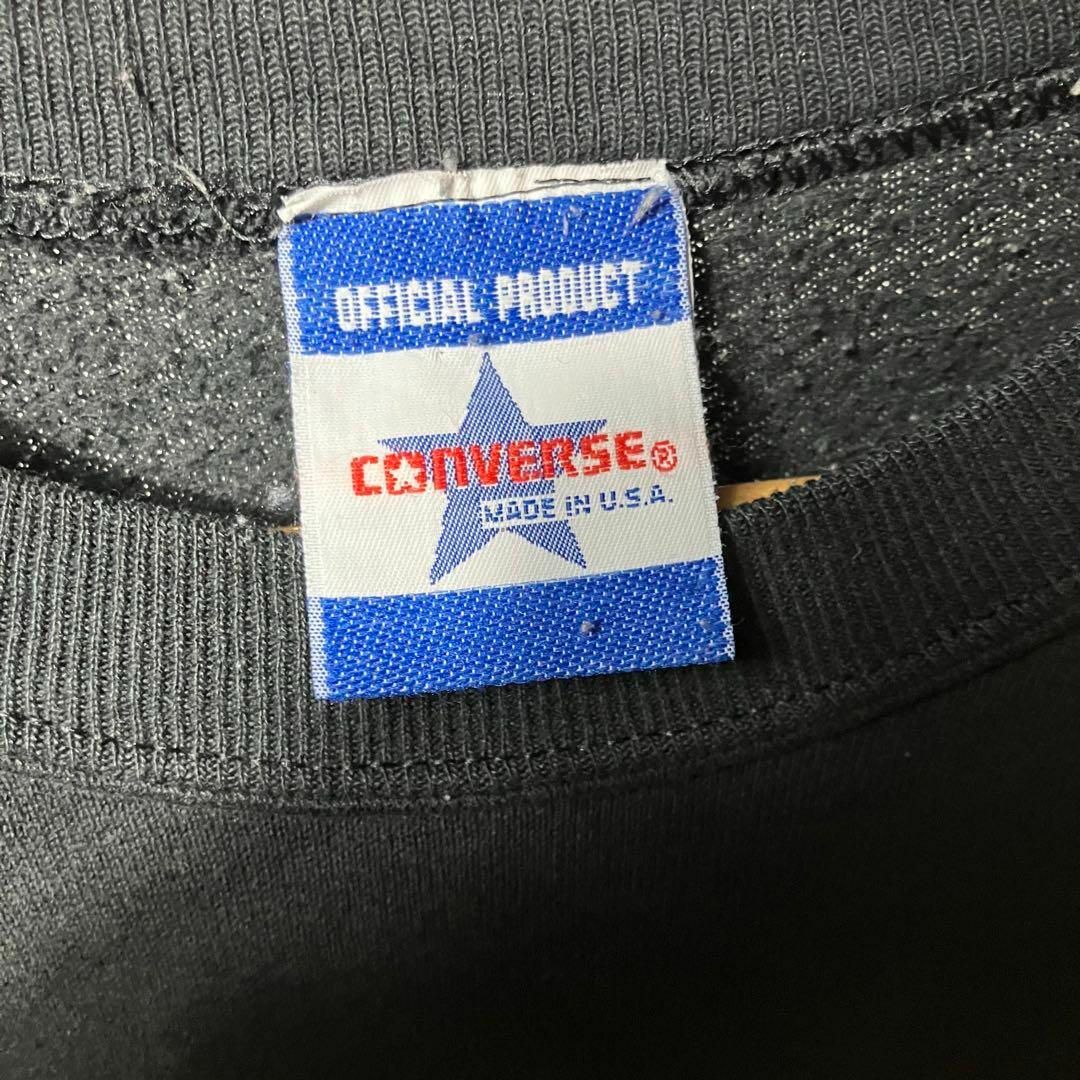 OFFICIAL PRODUCT
CONVERSE®
MADE IN U.S.A.